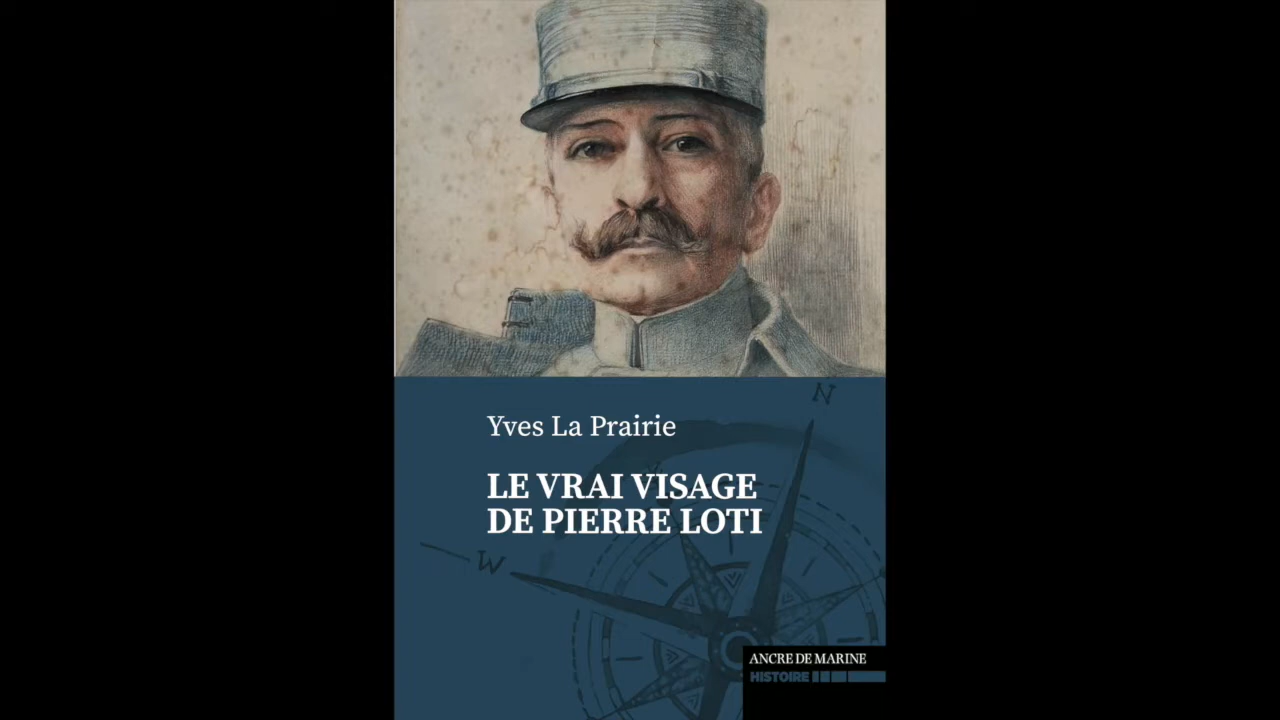 N
Yves La Prairie
LE VRAI VISAGE
DE PIERRE LOTI
W
ANCRE DE MARINE
HISTOIRE